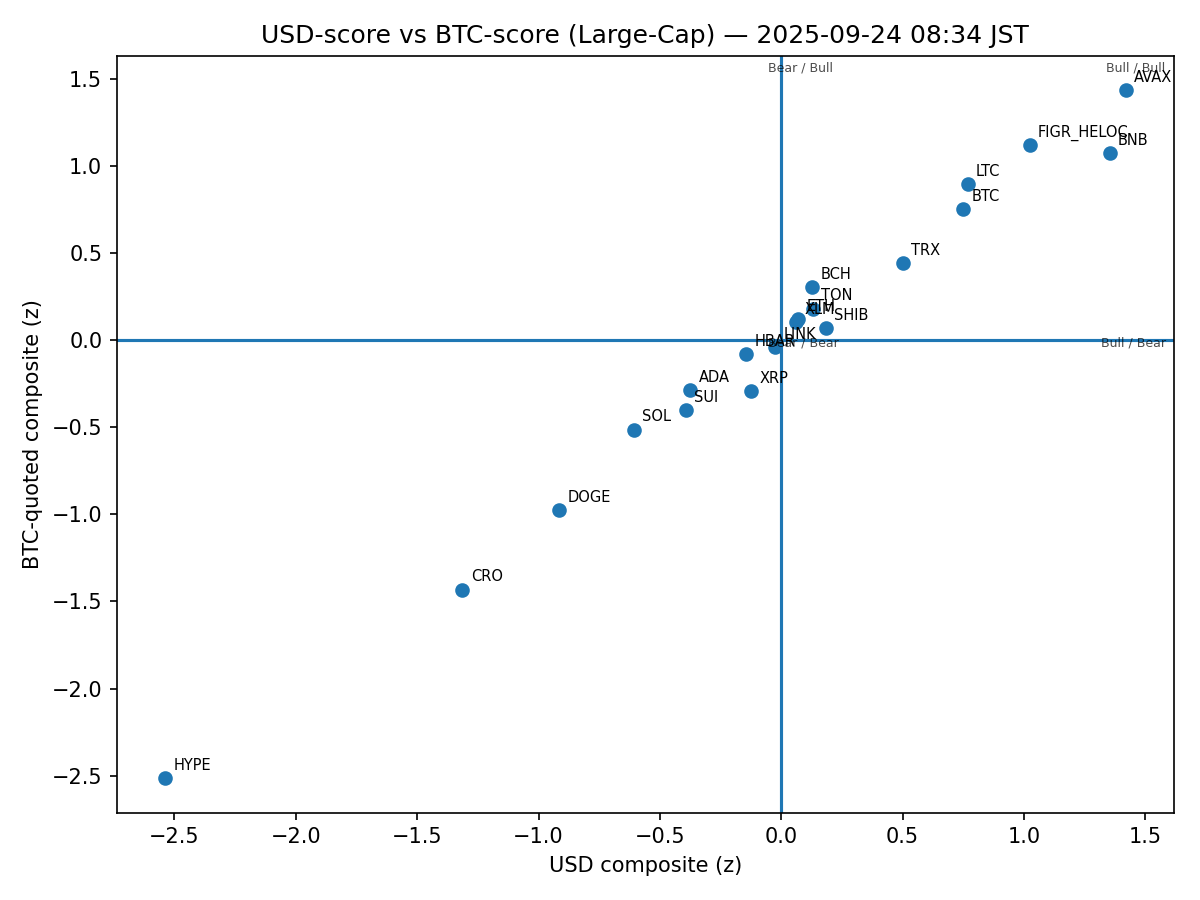 USD-score vs BTC-score (Large-Cap) — 2025-09-24 08:34 JST
Bear / Bull
Bull / Bull
AVAX
FIGR_HELOC
BNB
LTC
BTC
TRX
BCH
TON
ETH
XLM
SHIB
LINK
HBAR
Bear / Bear
Bull / Bear
ADA
XRP
SUI
SOL
DOGE
CRO
HYPE
1.5
1.0
0.5
0.0
−0.5
−1.0
−1.5
−2.0
−2.5
BTC-quoted composite (z)
−2.5
−2.0
−1.5
−1.0
−0.5
0.0
0.5
1.0
1.5
USD composite (z)